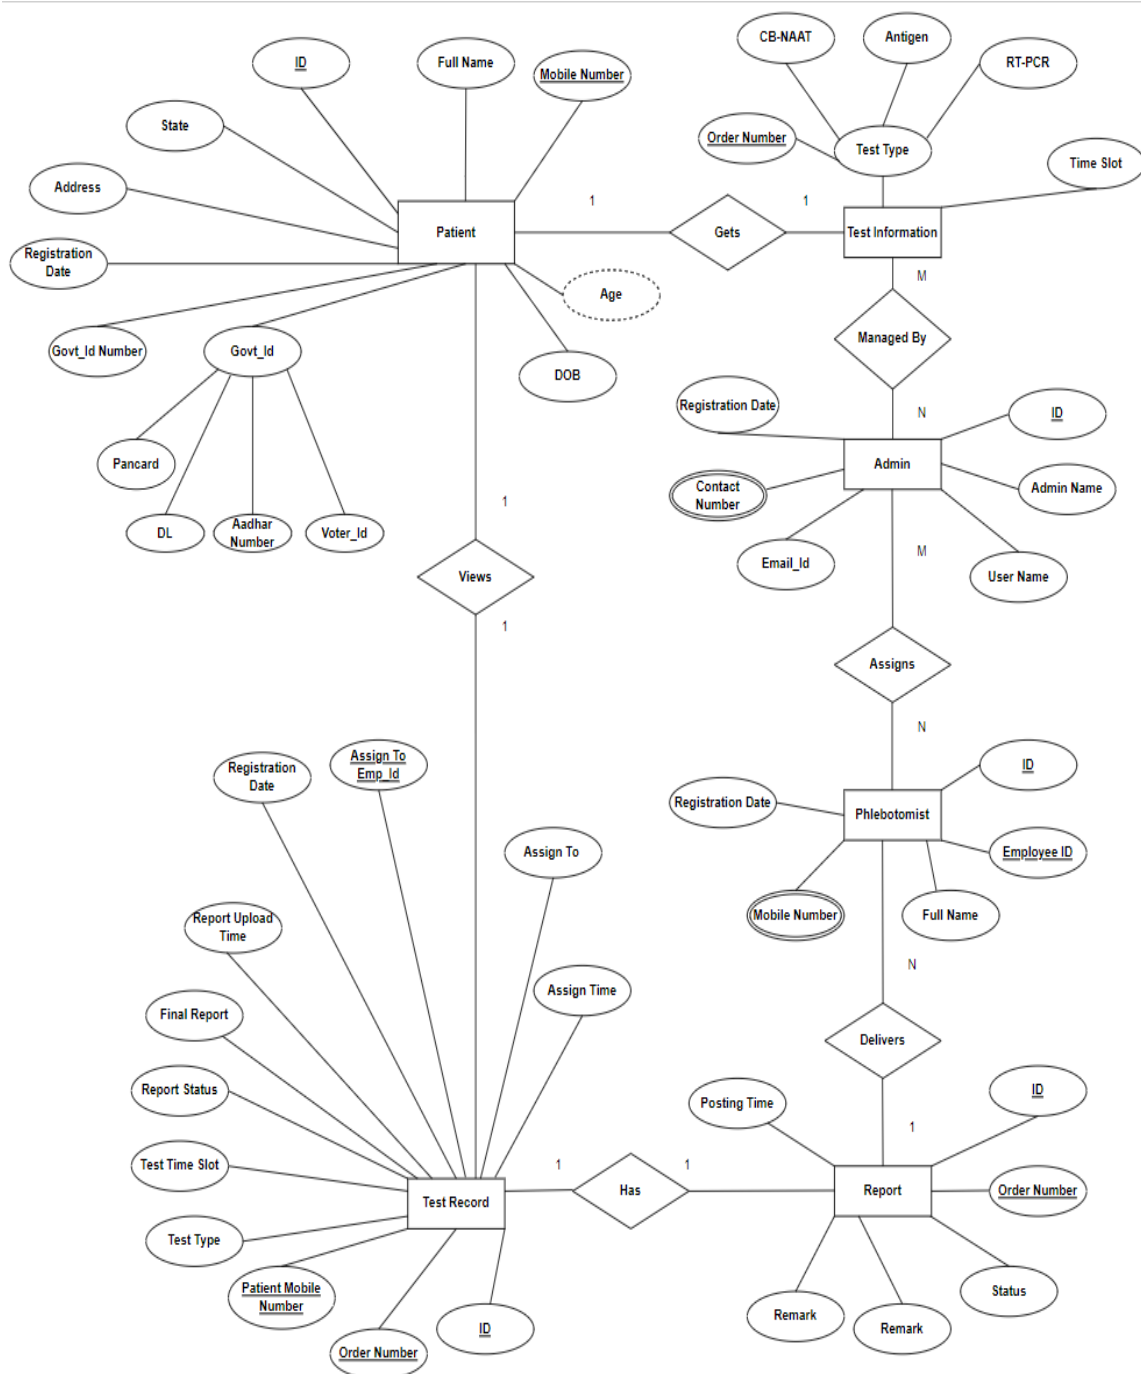 CB-NAAT
Antigen
RT-PCR
ID
Full Name
Mobile Number
State
Order Number
Test Type
Time Slot
Address
1
1
Patient
Gets
Test Information
Registration
Date
M
Age
Govt_Id Number
Govt_Id
Managed By
DOB
Registration Date
N
ID
Pancard
Admin
Contact
Number
Admin Name
1
DL
Aadhar
Number
Voter_Id
M
Email_Id
User Name
Views
1
Assigns
N
Registration
Date
Assign To
Emp_Id
ID
Registration Date
Phlebotomist
Assign To
Employee ID
Report Upload
Time
Mobile Number
Full Name
N
Assign Time
Final Report
Delivers
Report Status
Posting Time
ID
1
Test Time Slot
1
1
Test Record
Has
Report
Order Number
Test Type
Patient Mobile
Number
Status
Remark
Remark
ID
Order Number